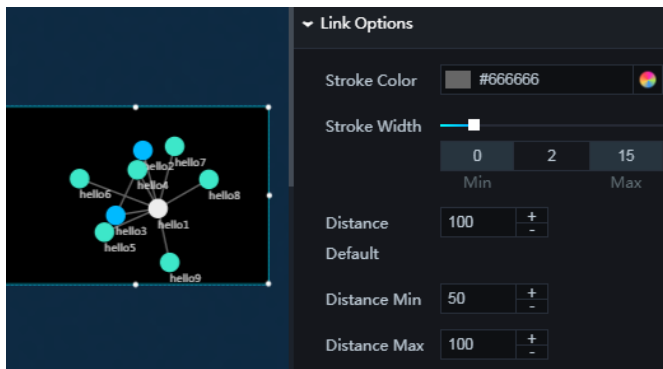 Link Options
Stroke Color #666666
Stroke Width
0 2 15
Min Max
Distance 100 + -
Default
Distance Min 50 + -
Distance Max 100 + -
hello2 hello7
hello4
hello6 hello8
hello1
hello3
hello5
hello9